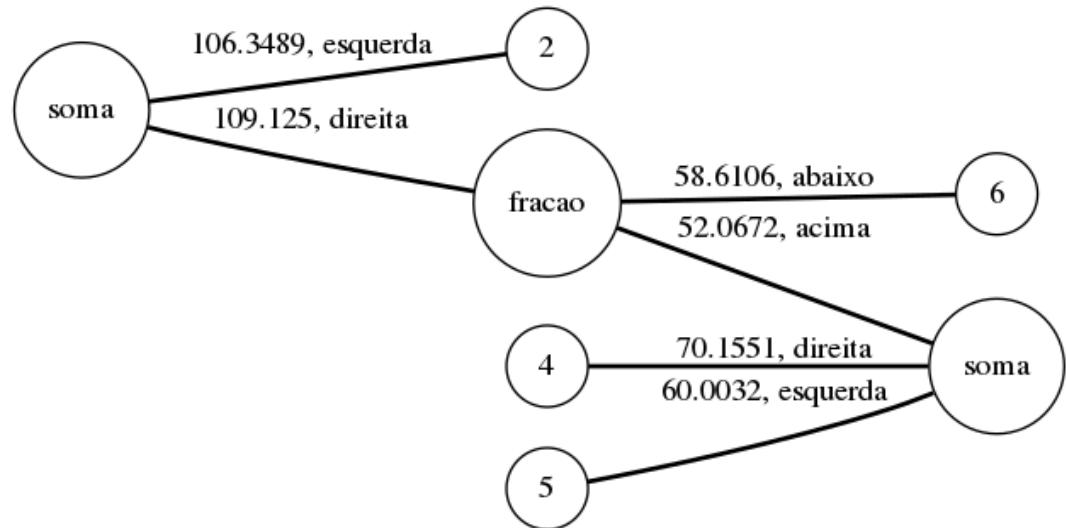 106.3489, esquerda
2
soma
109.125, direita
58.6106, abaixo
6
fracao
52.0672, acima
70.1551, direita
4
soma
60.0032, esquerda
5